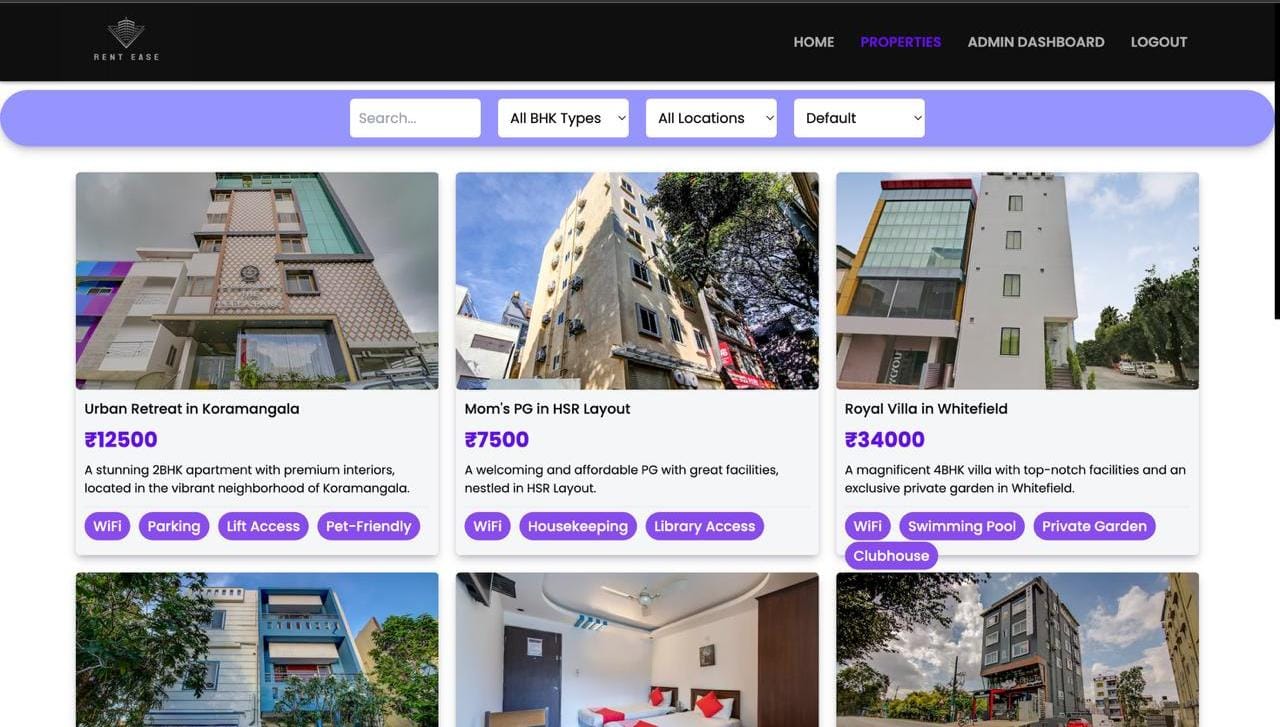 RENT EASE
HOME PROPERTIES ADMIN DASHBOARD LOGOUT
Search... All BHK Types All Locations Default
Urban Retreat in Koramangala
₹12500
A stunning 2BHK apartment with premium interiors,
located in the vibrant neighborhood of Koramangala.
WiFi Parking Lift Access Pet-Friendly
Mom's PG in HSR Layout
₹7500
A welcoming and affordable PG with great facilities,
nestled in HSR Layout.
WiFi Housekeeping Library Access
Royal Villa in Whitefield
₹34000
A magnificent 4BHK villa with top-notch facilities and an
exclusive private garden in Whitefield.
WiFi Swimming Pool Private Garden
Clubhouse